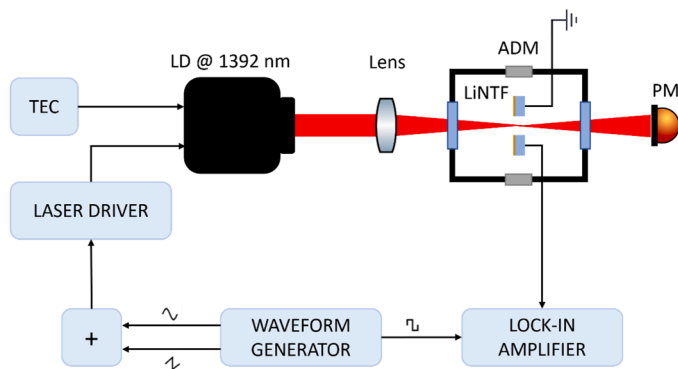 LD @ 1392 nm
Lens
ADM
LiNTF
PM
TEC
LASER DRIVER
+
WAVEFORM
GENERATOR
LOCK-IN
AMPLIFIER